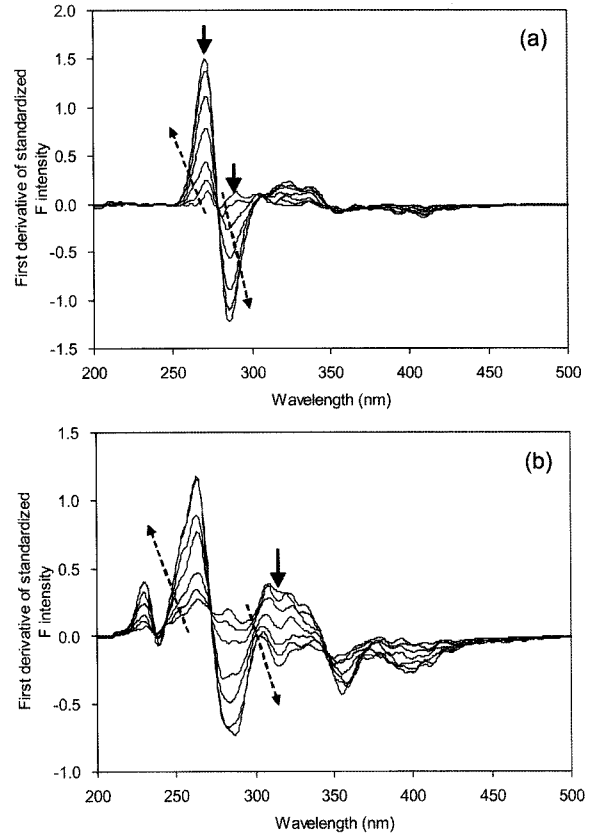 (a)
First derivative of standardized
F intensity
2.0
1.5
1.0
0.5
0.0
-0.5
-1.0
-1.5
200 250 300 350 400 450 500
Wavelength (nm)
(b)
First derivative of standardized
F intensity
1.5
1.0
0.5
0.0
-0.5
-1.0
200 250 300 350 400 450 500
Wavelength (nm)